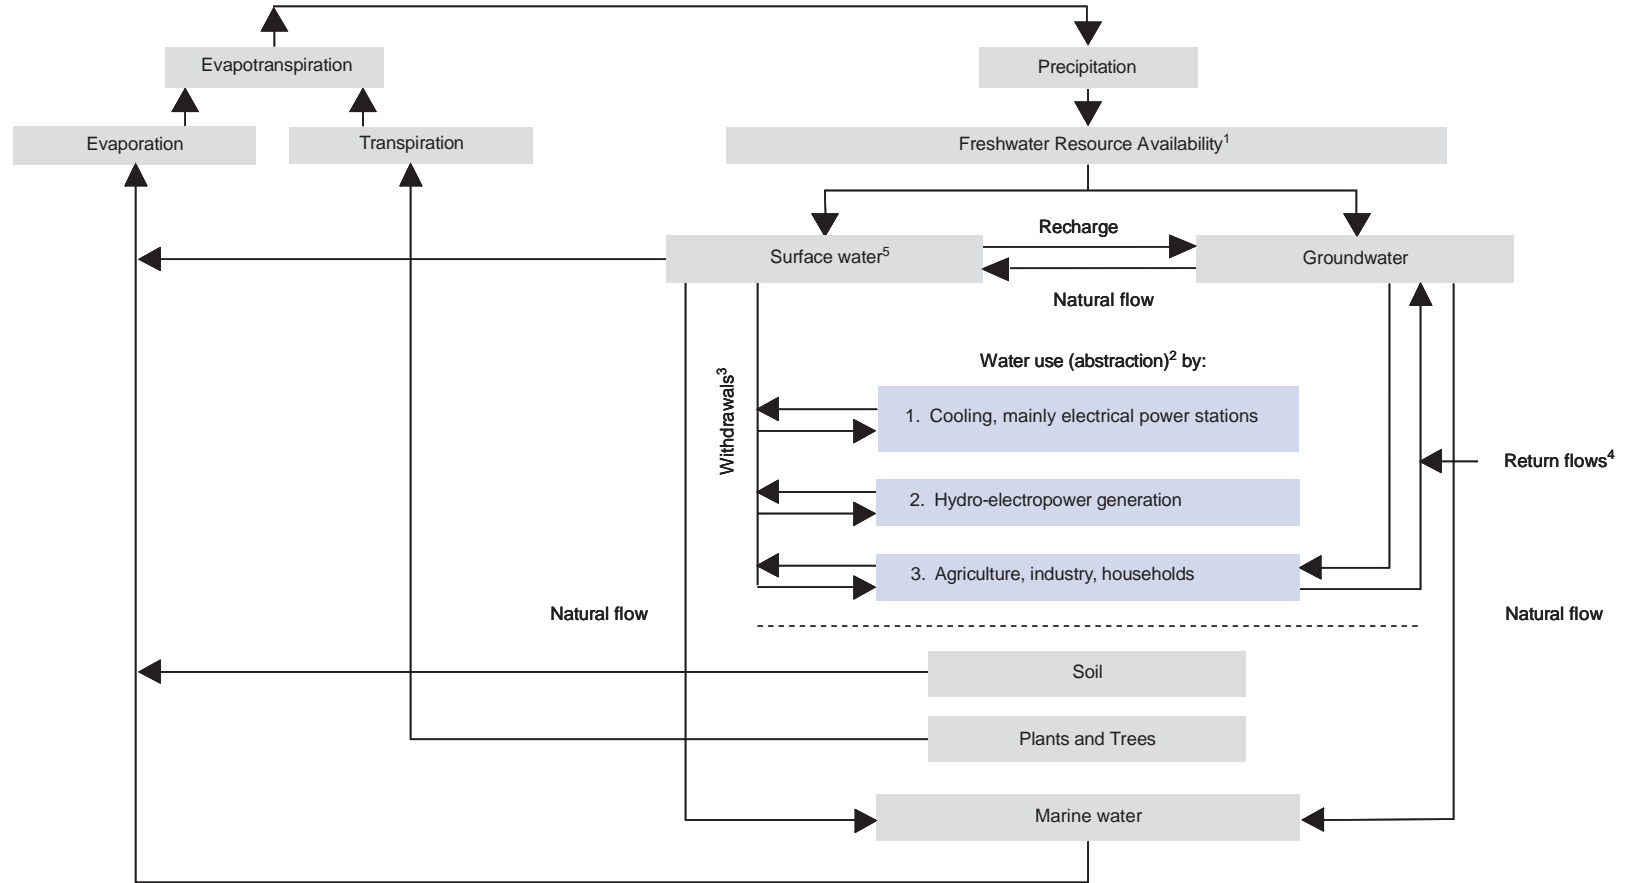 Evapotranspiration
Precipitation
Evaporation
Transpiration
Freshwater Resource Availability¹
Recharge
Surface water⁵
Groundwater
Natural flow
Water use (abstraction)² by:
Withdrawals³
1. Cooling, mainly electrical power stations
Return flows⁴
2. Hydro-electropower generation
3. Agriculture, industry, households
Natural flow
Natural flow
Soil
Plants and Trees
Marine water